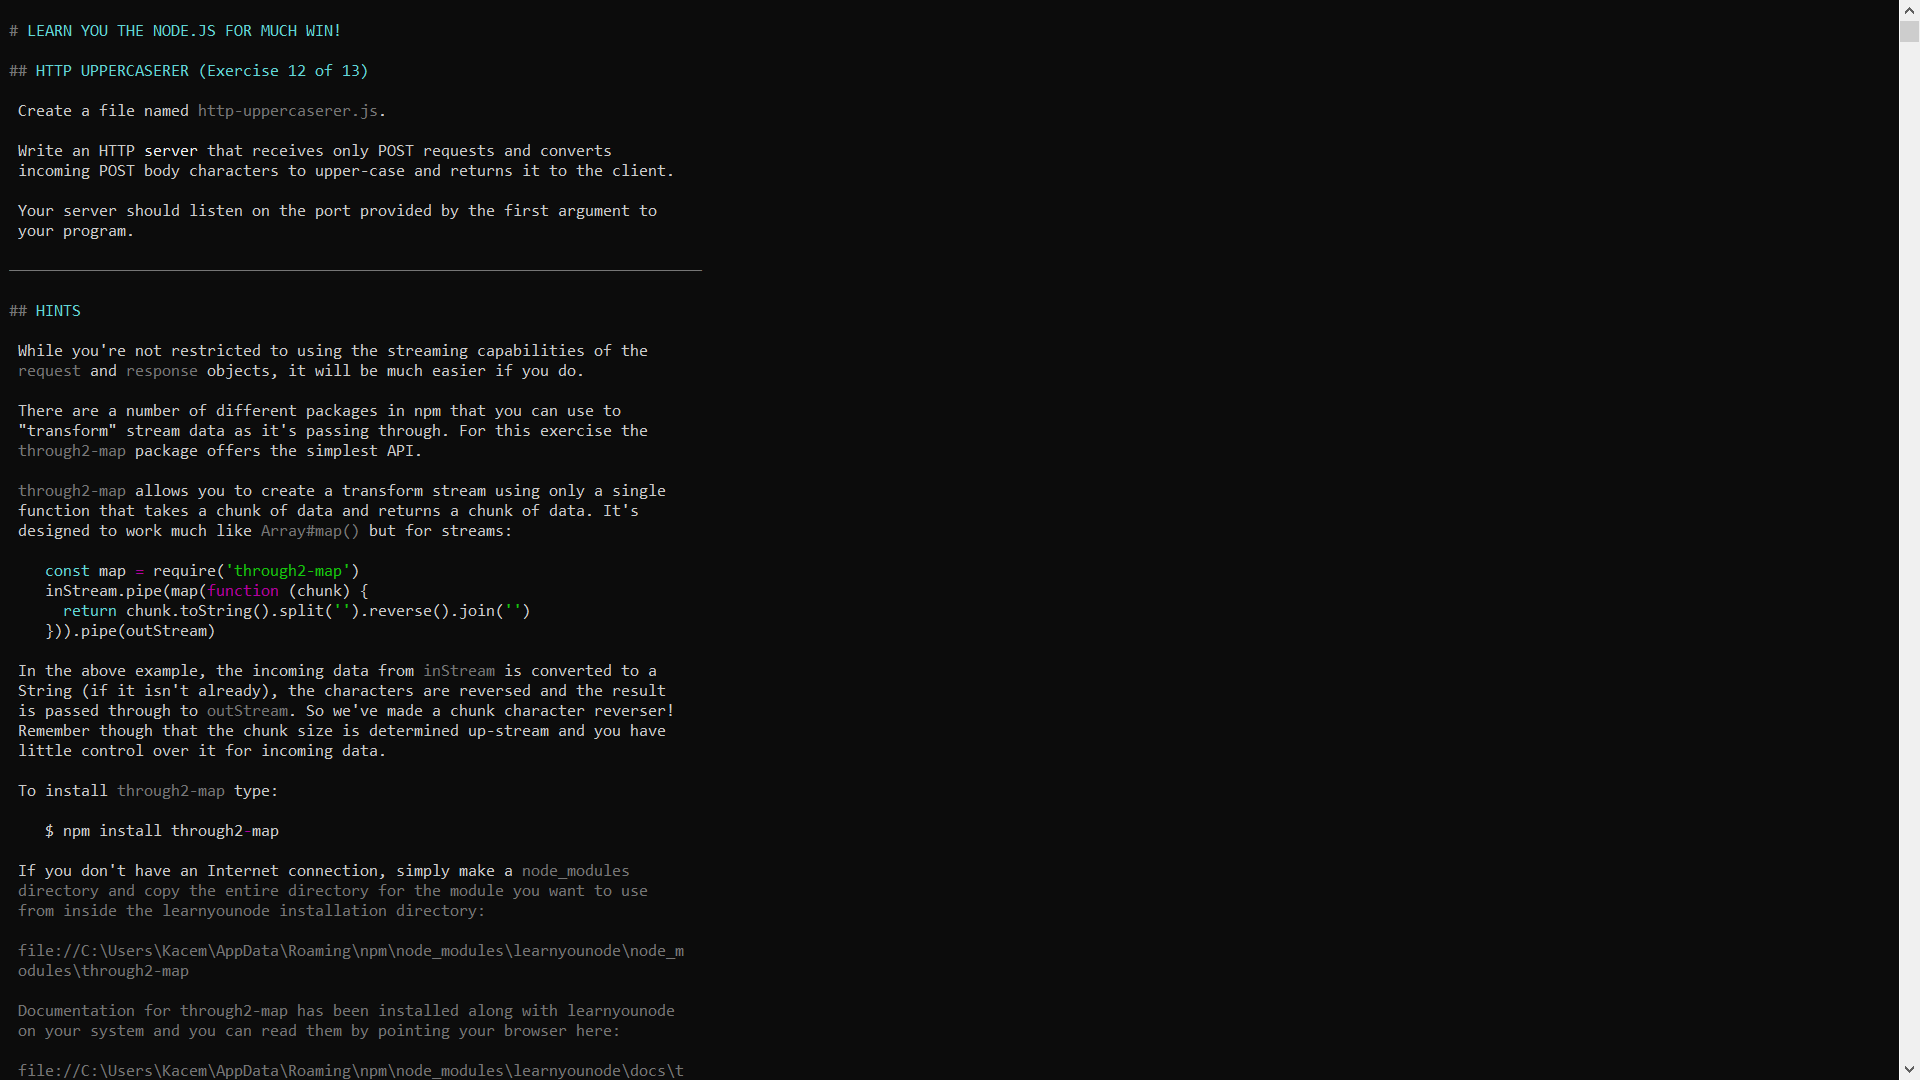 # LEARN YOU THE NODE.JS FOR MUCH WIN!
## HTTP UPPERCASERER (Exercise 12 of 13)
Create a file named http-uppercaserer.js.
Write an HTTP server that receives only POST requests and converts
incoming POST body characters to upper-case and returns it to the client.
Your server should listen on the port provided by the first argument to
your program.
## HINTS
While you're not restricted to using the streaming capabilities of the
request and response objects, it will be much easier if you do.
There are a number of different packages in npm that you can use to
"transform" stream data as it's passing through. For this exercise the
through2-map package offers the simplest API.
through2-map allows you to create a transform stream using only a single
function that takes a chunk of data and returns a chunk of data. It's
designed to work much like Array#map() but for streams:
const map = require('through2-map')
inStream.pipe(map(function (chunk) {
return chunk.toString().split('').reverse().join('')
})).pipe(outStream)
In the above example, the incoming data from inStream is converted to a
String (if it isn't already), the characters are reversed and the result
is passed through to outStream. So we've made a chunk character reverser!
Remember though that the chunk size is determined up-stream and you have
little control over it for incoming data.
To install through2-map type:
$ npm install through2-map
If you don't have an Internet connection, simply make a node_modules
directory and copy the entire directory for the module you want to use
from inside the learnyounode installation directory:
file://C:\Users\Kacem\AppData\Roaming\npm\node_modules\learnyounode\node_m
odules\through2-map
Documentation for through2-map has been installed along with learnyounode
on your system and you can read them by pointing your browser here:
file://C:\Users\Kacem\AppData\Roaming\npm\node_modules\learnyounode\docs\t